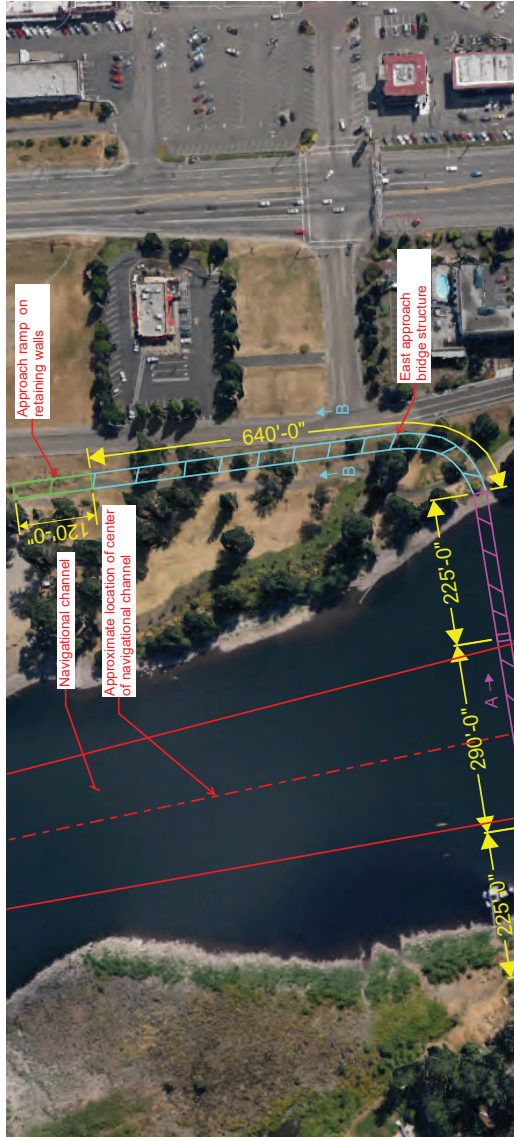 Approach ramp on
retaining walls
Navigational channel
Approximate location of center
of navigational channel
East approach
bridge structure
120'-0"
640'-0"
B
B
225'-0"
290'-0"
225'-0"
A